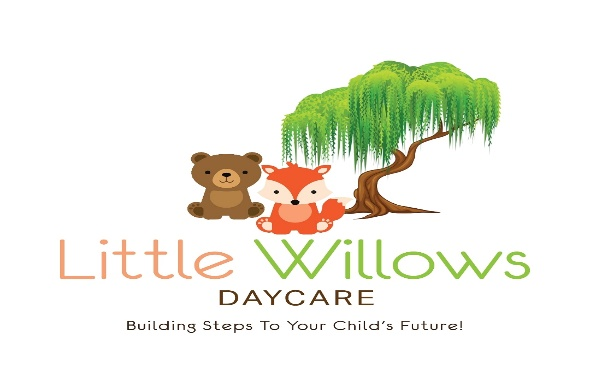 Little Willows
DAYCARE
Building Steps To Your Child's Future!